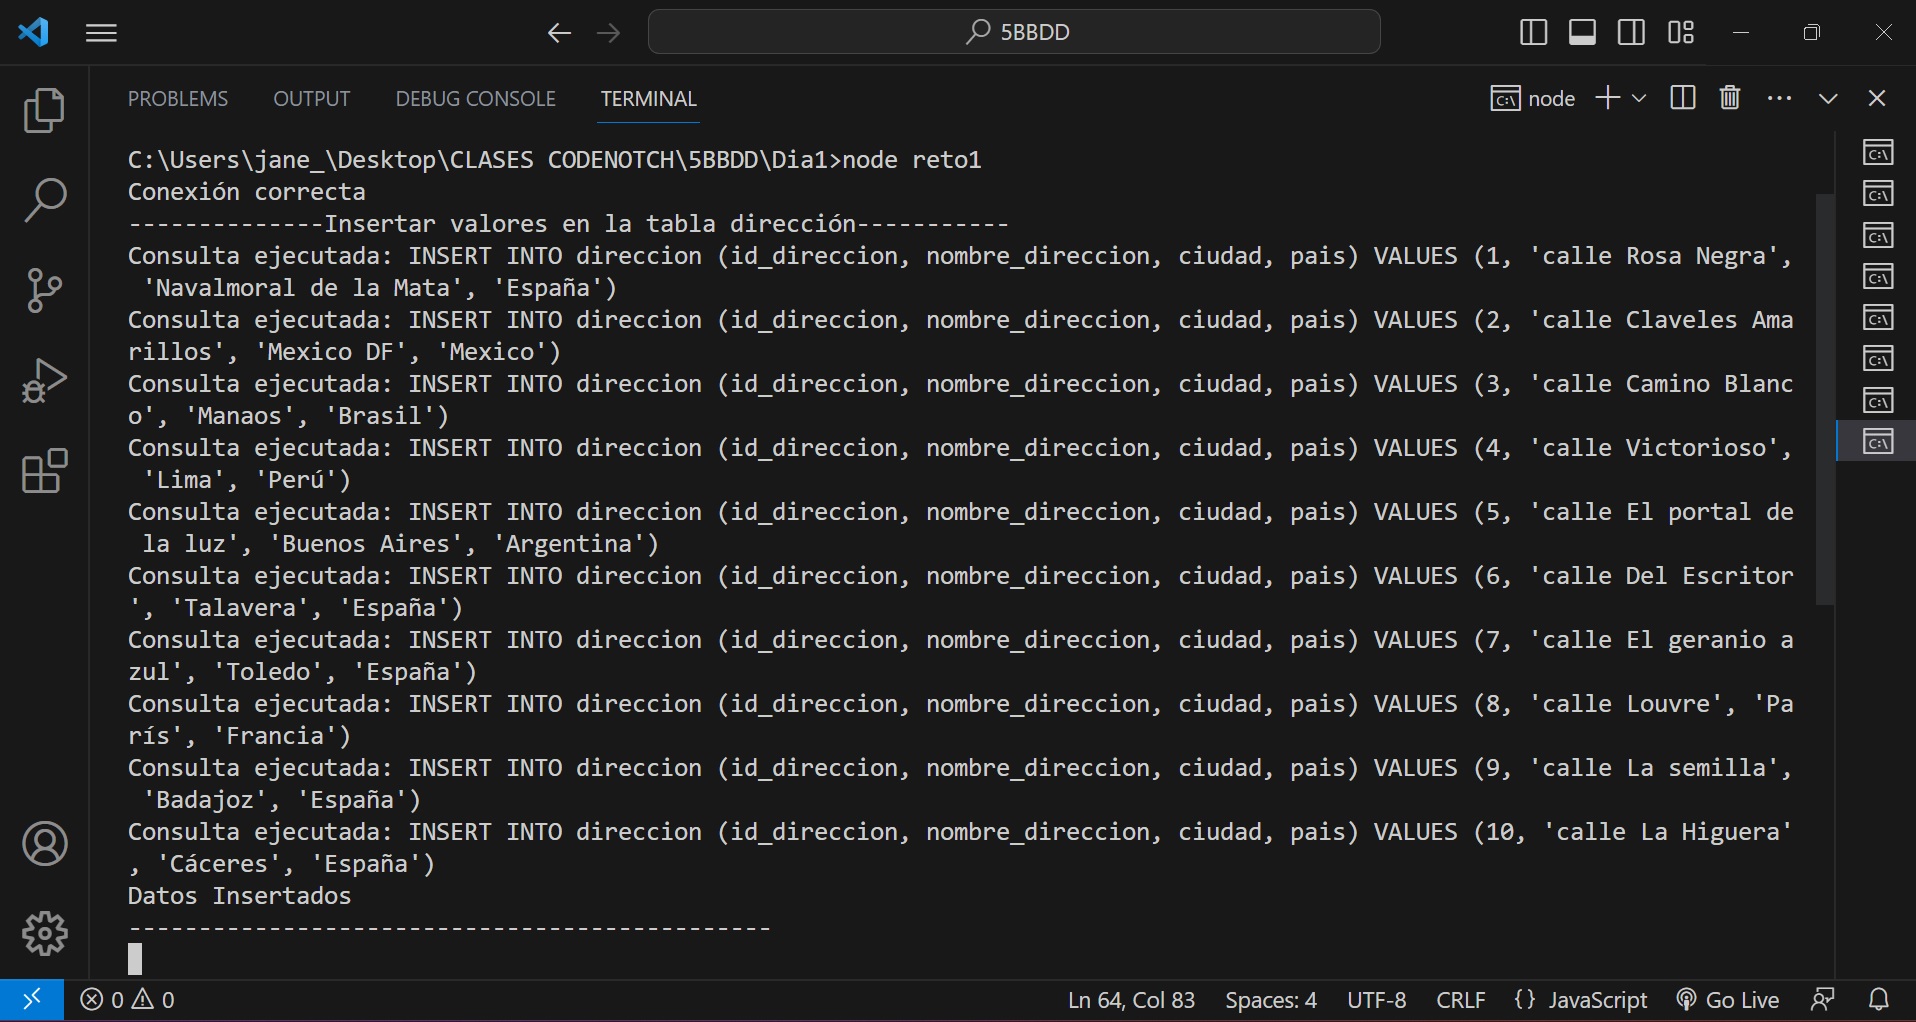 5BBDD
PROBLEMS OUTPUT DEBUG CONSOLE TERMINAL node
C:\Users\jane_\Desktop\CLASES CODENOTCH\5BBDD\Dia1>node reto1
Conexión correcta
--------------Insertar valores en la tabla dirección-----------
Consulta ejecutada: INSERT INTO direccion (id_direccion, nombre_direccion, ciudad, pais) VALUES (1, 'calle Rosa Negra',
 'Navalmoral de la Mata', 'España')
Consulta ejecutada: INSERT INTO direccion (id_direccion, nombre_direccion, ciudad, pais) VALUES (2, 'calle Claveles Ama
rillos', 'Mexico DF', 'Mexico')
Consulta ejecutada: INSERT INTO direccion (id_direccion, nombre_direccion, ciudad, pais) VALUES (3, 'calle Camino Blanc
o', 'Manaos', 'Brasil')
Consulta ejecutada: INSERT INTO direccion (id_direccion, nombre_direccion, ciudad, pais) VALUES (4, 'calle Victorioso',
 'Lima', 'Perú')
Consulta ejecutada: INSERT INTO direccion (id_direccion, nombre_direccion, ciudad, pais) VALUES (5, 'calle El portal de
 la luz', 'Buenos Aires', 'Argentina')
Consulta ejecutada: INSERT INTO direccion (id_direccion, nombre_direccion, ciudad, pais) VALUES (6, 'calle Del Escritor
', 'Talavera', 'España')
Consulta ejecutada: INSERT INTO direccion (id_direccion, nombre_direccion, ciudad, pais) VALUES (7, 'calle El geranio a
zul', 'Toledo', 'España')
Consulta ejecutada: INSERT INTO direccion (id_direccion, nombre_direccion, ciudad, pais) VALUES (8, 'calle Louvre', 'Pa
rís', 'Francia')
Consulta ejecutada: INSERT INTO direccion (id_direccion, nombre_direccion, ciudad, pais) VALUES (9, 'calle La semilla',
 'Badajoz', 'España')
Consulta ejecutada: INSERT INTO direccion (id_direccion, nombre_direccion, ciudad, pais) VALUES (10, 'calle La Higuera'
, 'Cáceres', 'España')
Datos Insertados
----------------------------------------------
0 0 Ln 64, Col 83 Spaces: 4 UTF-8 CRLF {} JavaScript Go Live